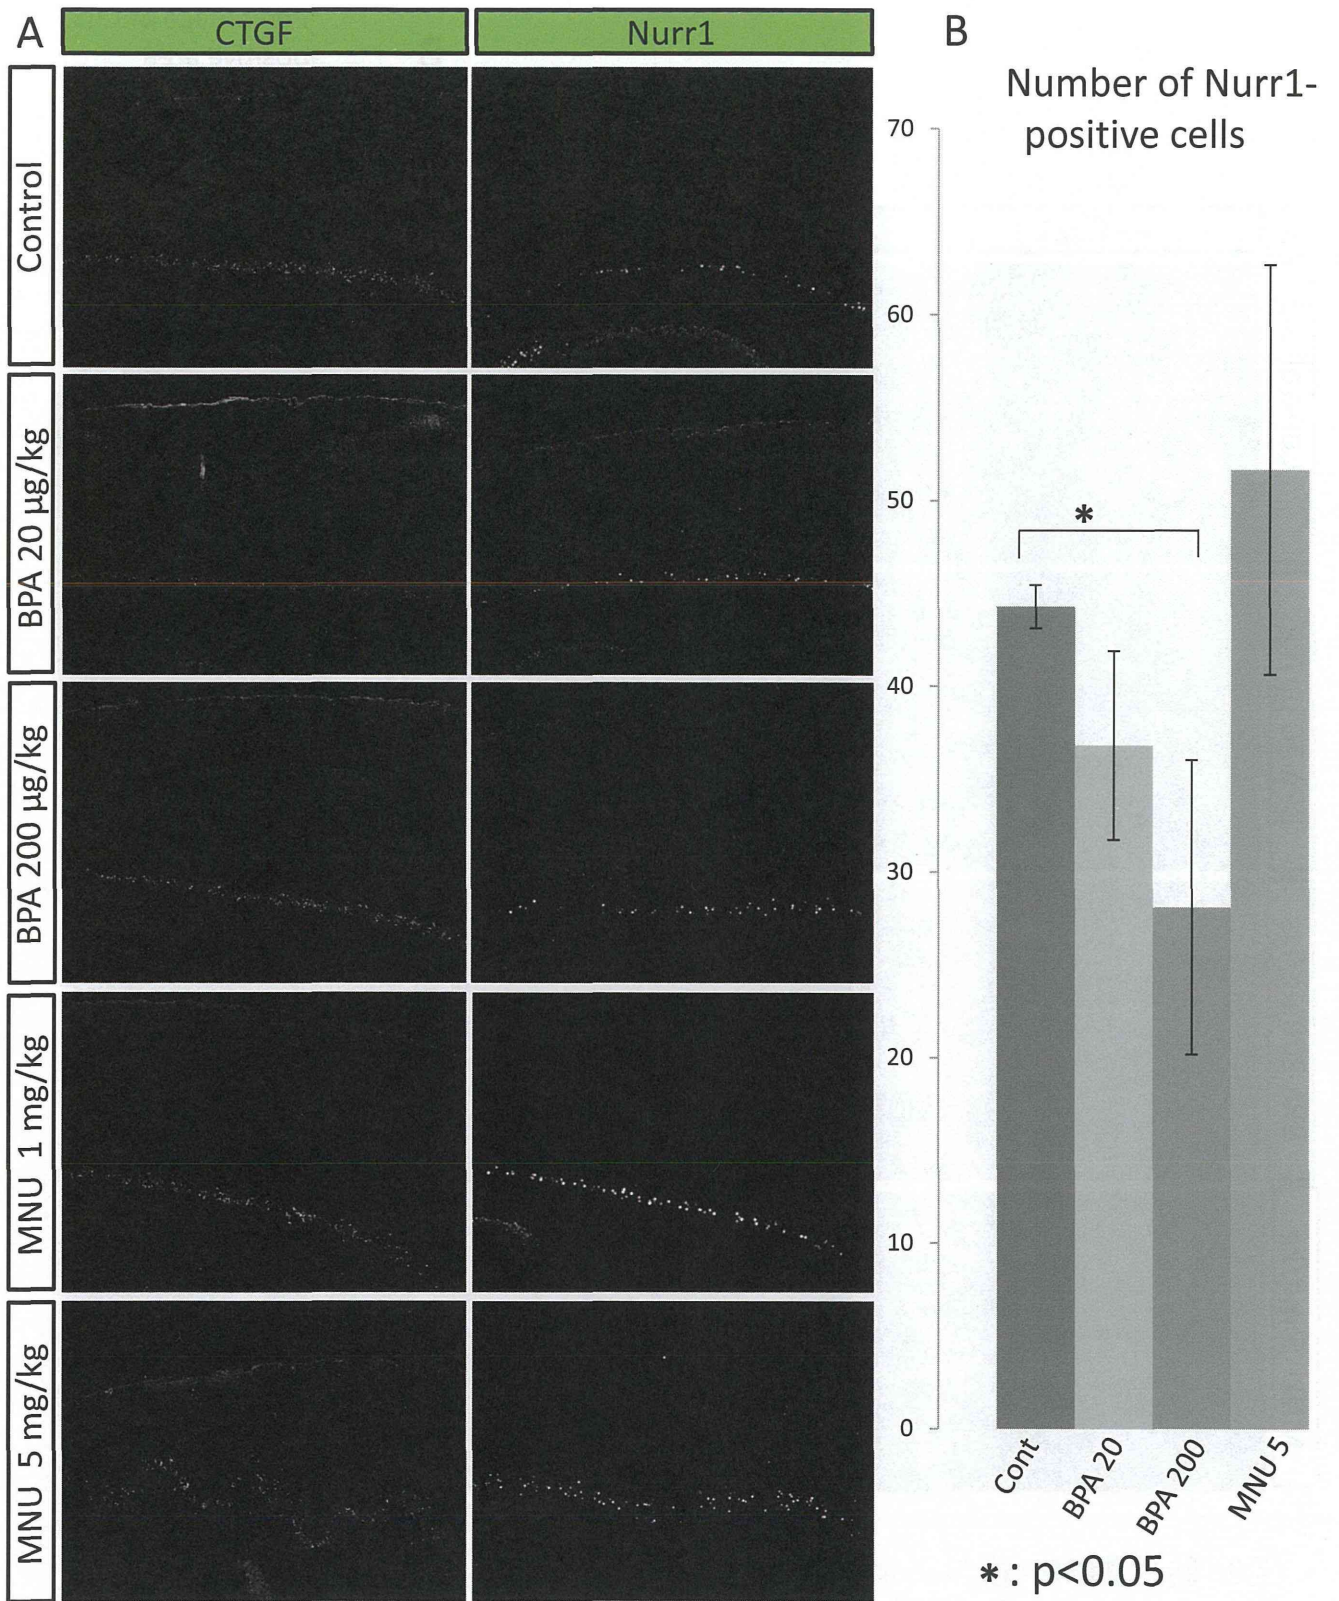 A
CTGF
Nurr1
Control
BPA 20 µg/kg
BPA 200 µg/kg
MNU 1 mg/kg
MNU 5 mg/kg
B
Number of Nurr1-
positive cells
70
60
50
40
30
20
10
0
*
Cont
BPA 20
BPA 200
MNU 5
* : p<0.05